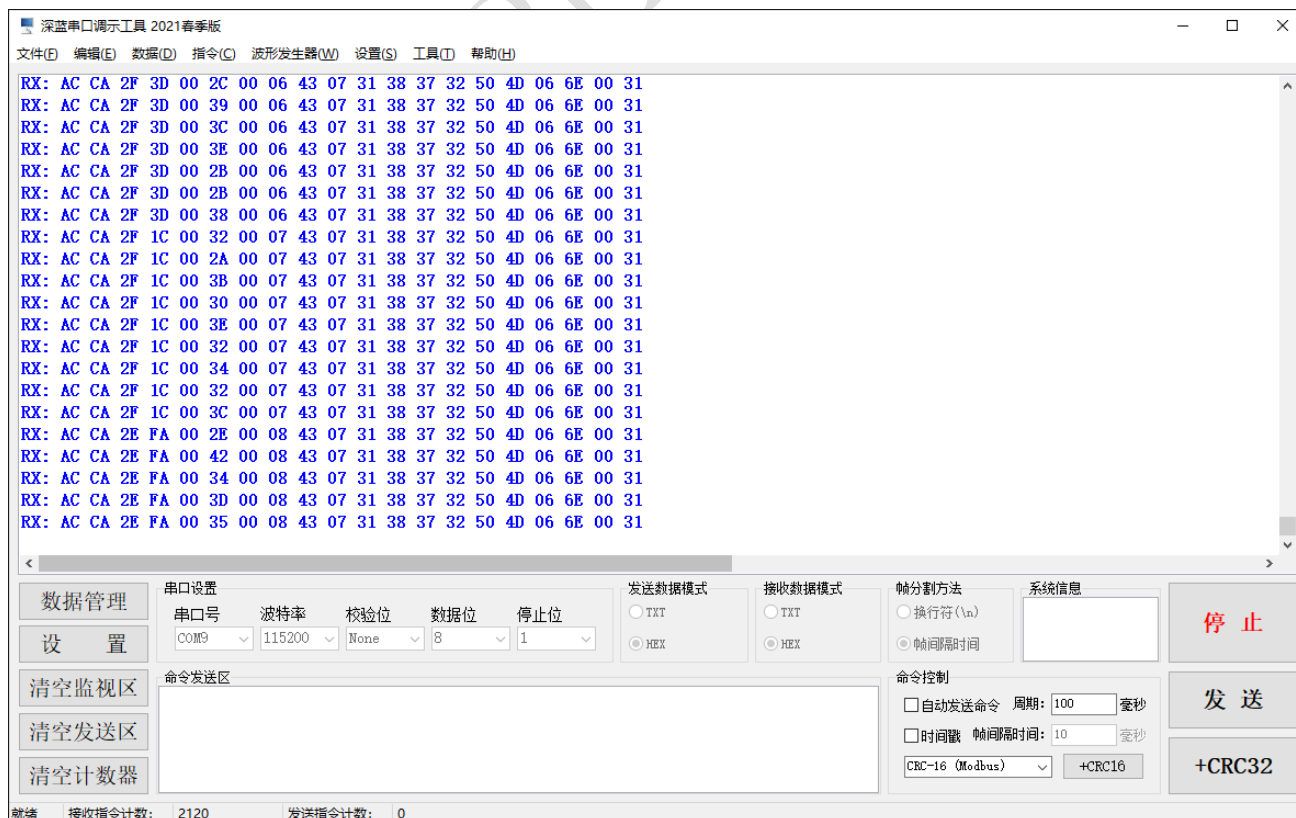 深蓝串口调示工具 2021春季版
文件(F) 编辑(E) 数据(D) 指令(C) 波形发生器(W) 设置(S) 工具(T) 帮助(H)
RX: AC CA 2F 3D 00 2C 00 06 43 07 31 38 37 32 50 4D 06 6E 00 31
RX: AC CA 2F 3D 00 39 00 06 43 07 31 38 37 32 50 4D 06 6E 00 31
RX: AC CA 2F 3D 00 3C 00 06 43 07 31 38 37 32 50 4D 06 6E 00 31
RX: AC CA 2F 3D 00 3E 00 06 43 07 31 38 37 32 50 4D 06 6E 00 31
RX: AC CA 2F 3D 00 2B 00 06 43 07 31 38 37 32 50 4D 06 6E 00 31
RX: AC CA 2F 3D 00 2B 00 06 43 07 31 38 37 32 50 4D 06 6E 00 31
RX: AC CA 2F 3D 00 38 00 06 43 07 31 38 37 32 50 4D 06 6E 00 31
RX: AC CA 2F 1C 00 32 00 07 43 07 31 38 37 32 50 4D 06 6E 00 31
RX: AC CA 2F 1C 00 2A 00 07 43 07 31 38 37 32 50 4D 06 6E 00 31
RX: AC CA 2F 1C 00 3B 00 07 43 07 31 38 37 32 50 4D 06 6E 00 31
RX: AC CA 2F 1C 00 30 00 07 43 07 31 38 37 32 50 4D 06 6E 00 31
RX: AC CA 2F 1C 00 3E 00 07 43 07 31 38 37 32 50 4D 06 6E 00 31
RX: AC CA 2F 1C 00 32 00 07 43 07 31 38 37 32 50 4D 06 6E 00 31
RX: AC CA 2F 1C 00 34 00 07 43 07 31 38 37 32 50 4D 06 6E 00 31
RX: AC CA 2F 1C 00 32 00 07 43 07 31 38 37 32 50 4D 06 6E 00 31
RX: AC CA 2F 1C 00 3C 00 07 43 07 31 38 37 32 50 4D 06 6E 00 31
RX: AC CA 2E FA 00 2E 00 08 43 07 31 38 37 32 50 4D 06 6E 00 31
RX: AC CA 2E FA 00 42 00 08 43 07 31 38 37 32 50 4D 06 6E 00 31
RX: AC CA 2E FA 00 34 00 08 43 07 31 38 37 32 50 4D 06 6E 00 31
RX: AC CA 2E FA 00 3D 00 08 43 07 31 38 37 32 50 4D 06 6E 00 31
RX: AC CA 2E FA 00 35 00 08 43 07 31 38 37 32 50 4D 06 6E 00 31
数据管理
设 置
清空监视区
清空发送区
清空计数器
串口设置
串口号 波特率 校验位 数据位 停止位
COM9 115200 None 8 1
发送数据模式
TXT
HEX
接收数据模式
TXT
HEX
帧分割方法
换行符(\n)
帧间隔时间
系统信息
停 止
命令发送区
命令控制
自动发送命令 周期: 100 毫秒
时间戳 帧间隔时间: 10 毫秒
CRC-16 (Modbus) +CRC16
发 送
+CRC32
就绪 接收指令计数: 2120 发送指令计数: 0